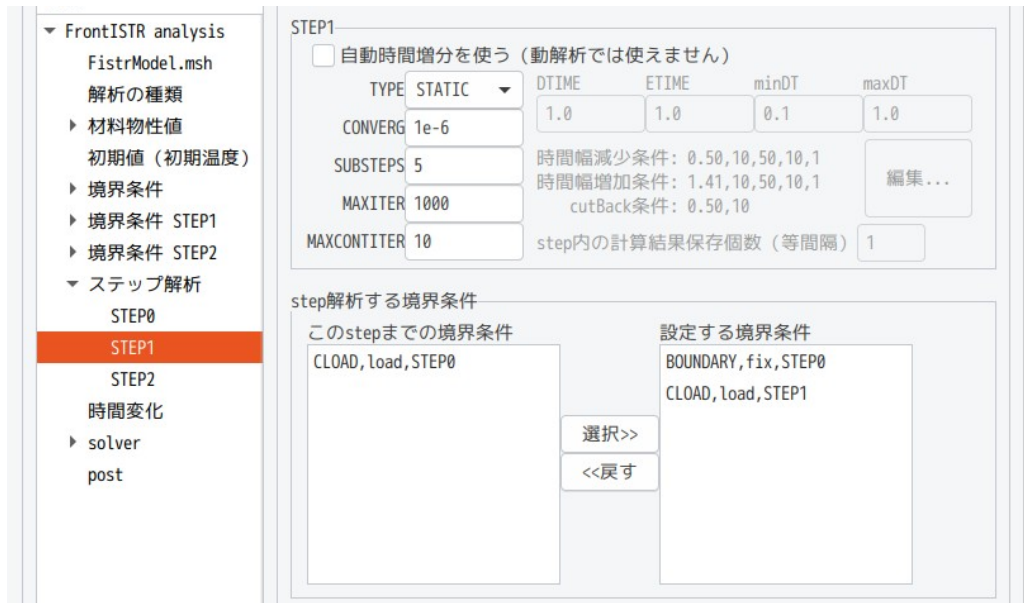 FrontISTR analysis
FistrModel.msh
解析の種類
材料物性値
初期値（初期温度）
境界条件
境界条件 STEP1
境界条件 STEP2
ステップ解析
STEP0
STEP1
STEP2
時間変化
solver
post
STEP1
自動時間増分を使う（動解析では使えません）
TYPE STATIC
DTIME ETIME minDT maxDT
1.0 1.0 0.1 1.0
CONVERG 1e-6
SUBSTEPS 5
MAXITER 1000
MAXCONTITER 10
時間幅減少条件: 0.50,10,50,10,1
時間幅増加条件: 1.41,10,50,10,1
cutBack条件: 0.50,10
編集...
step内の計算結果保存個数（等間隔） 1
step解析する境界条件
このstepまでの境界条件
CLOAD,load,STEP0
選択>>
<<戻す
設定する境界条件
BOUNDARY,fix,STEP0
CLOAD,load,STEP1